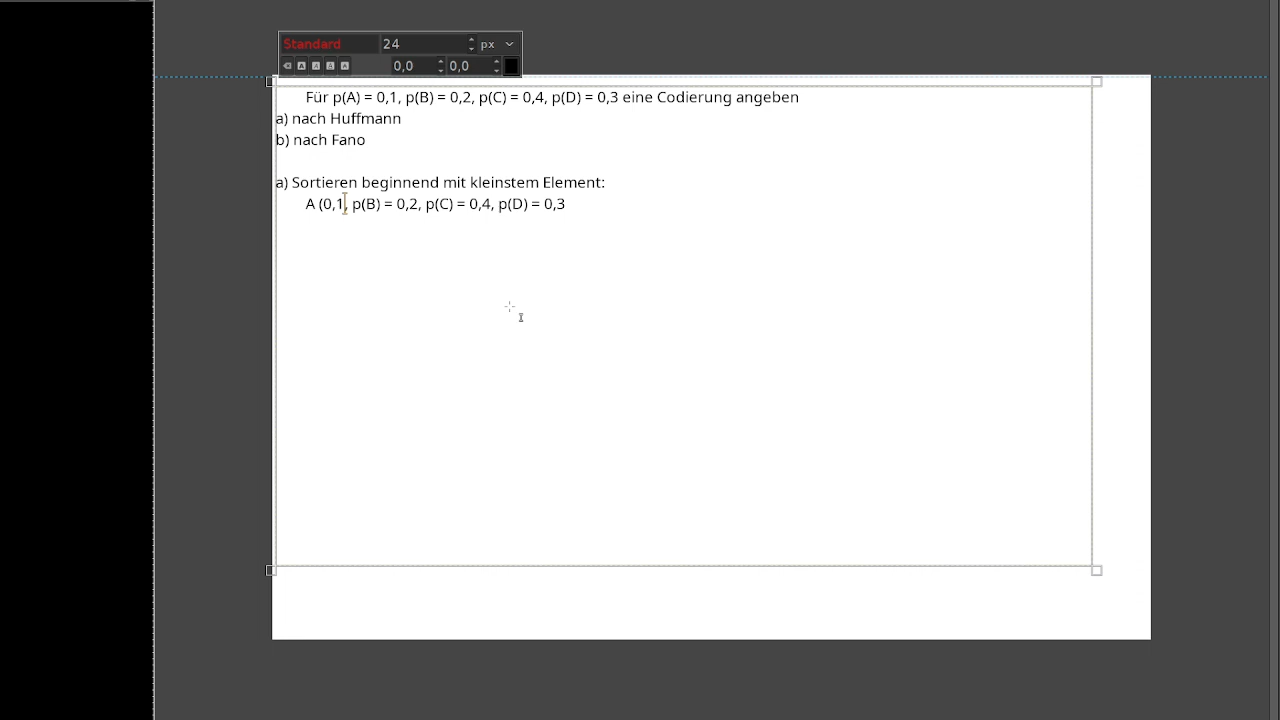 Standard 24 px
0,0 0,0
Für p(A) = 0,1, p(B) = 0,2, p(C) = 0,4, p(D) = 0,3 eine Codierung angeben
a) nach Huffmann
b) nach Fano
a) Sortieren beginnend mit kleinstem Element:
A (0,1, p(B) = 0,2, p(C) = 0,4, p(D) = 0,3